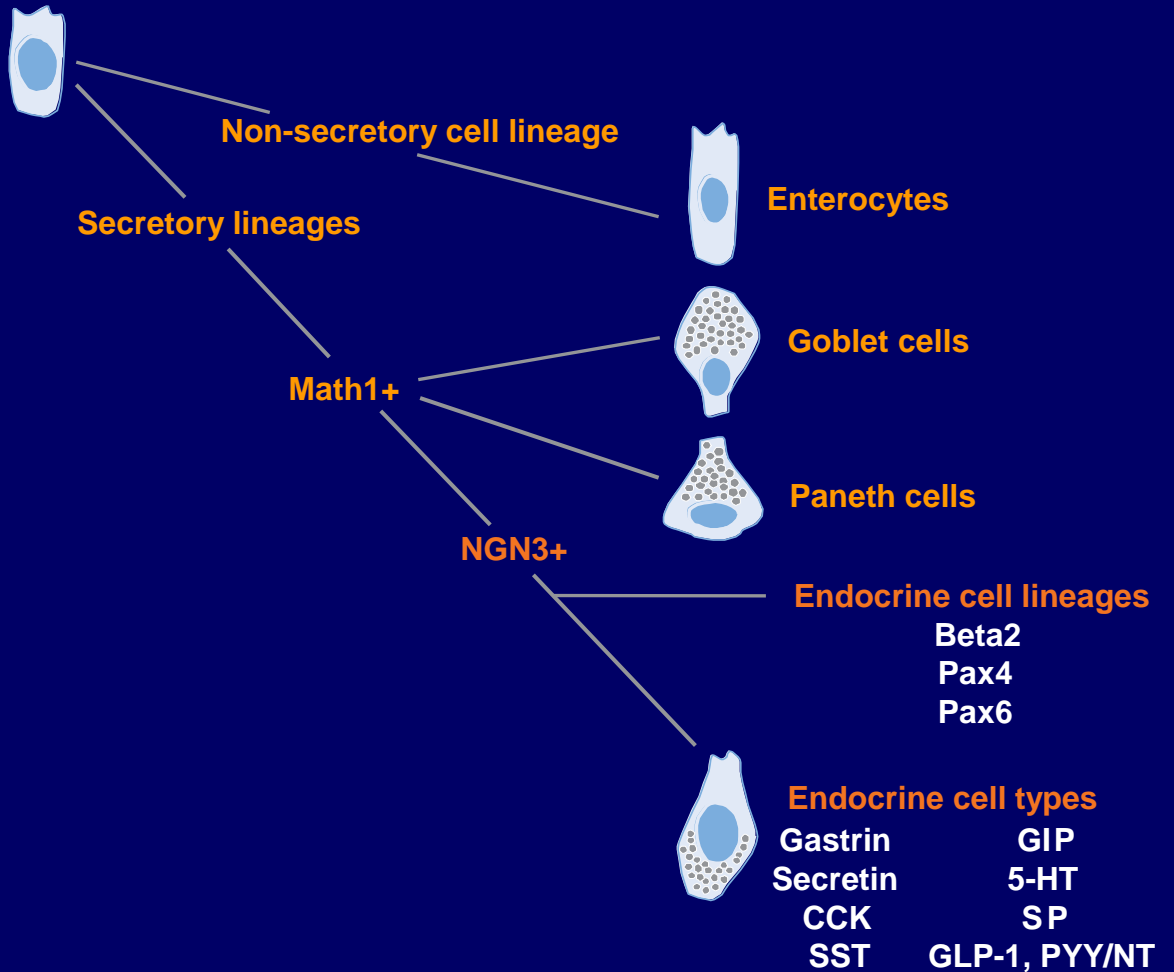 Non-secretory cell lineage
Enterocytes
Secretory lineages
Goblet cells
Math1+
Paneth cells
NGN3+
Endocrine cell lineages
Beta2
Pax4
Pax6
Endocrine cell types
Gastrin GIP
Secretin 5-HT
CCK SP
SST GLP-1, PYY/NT